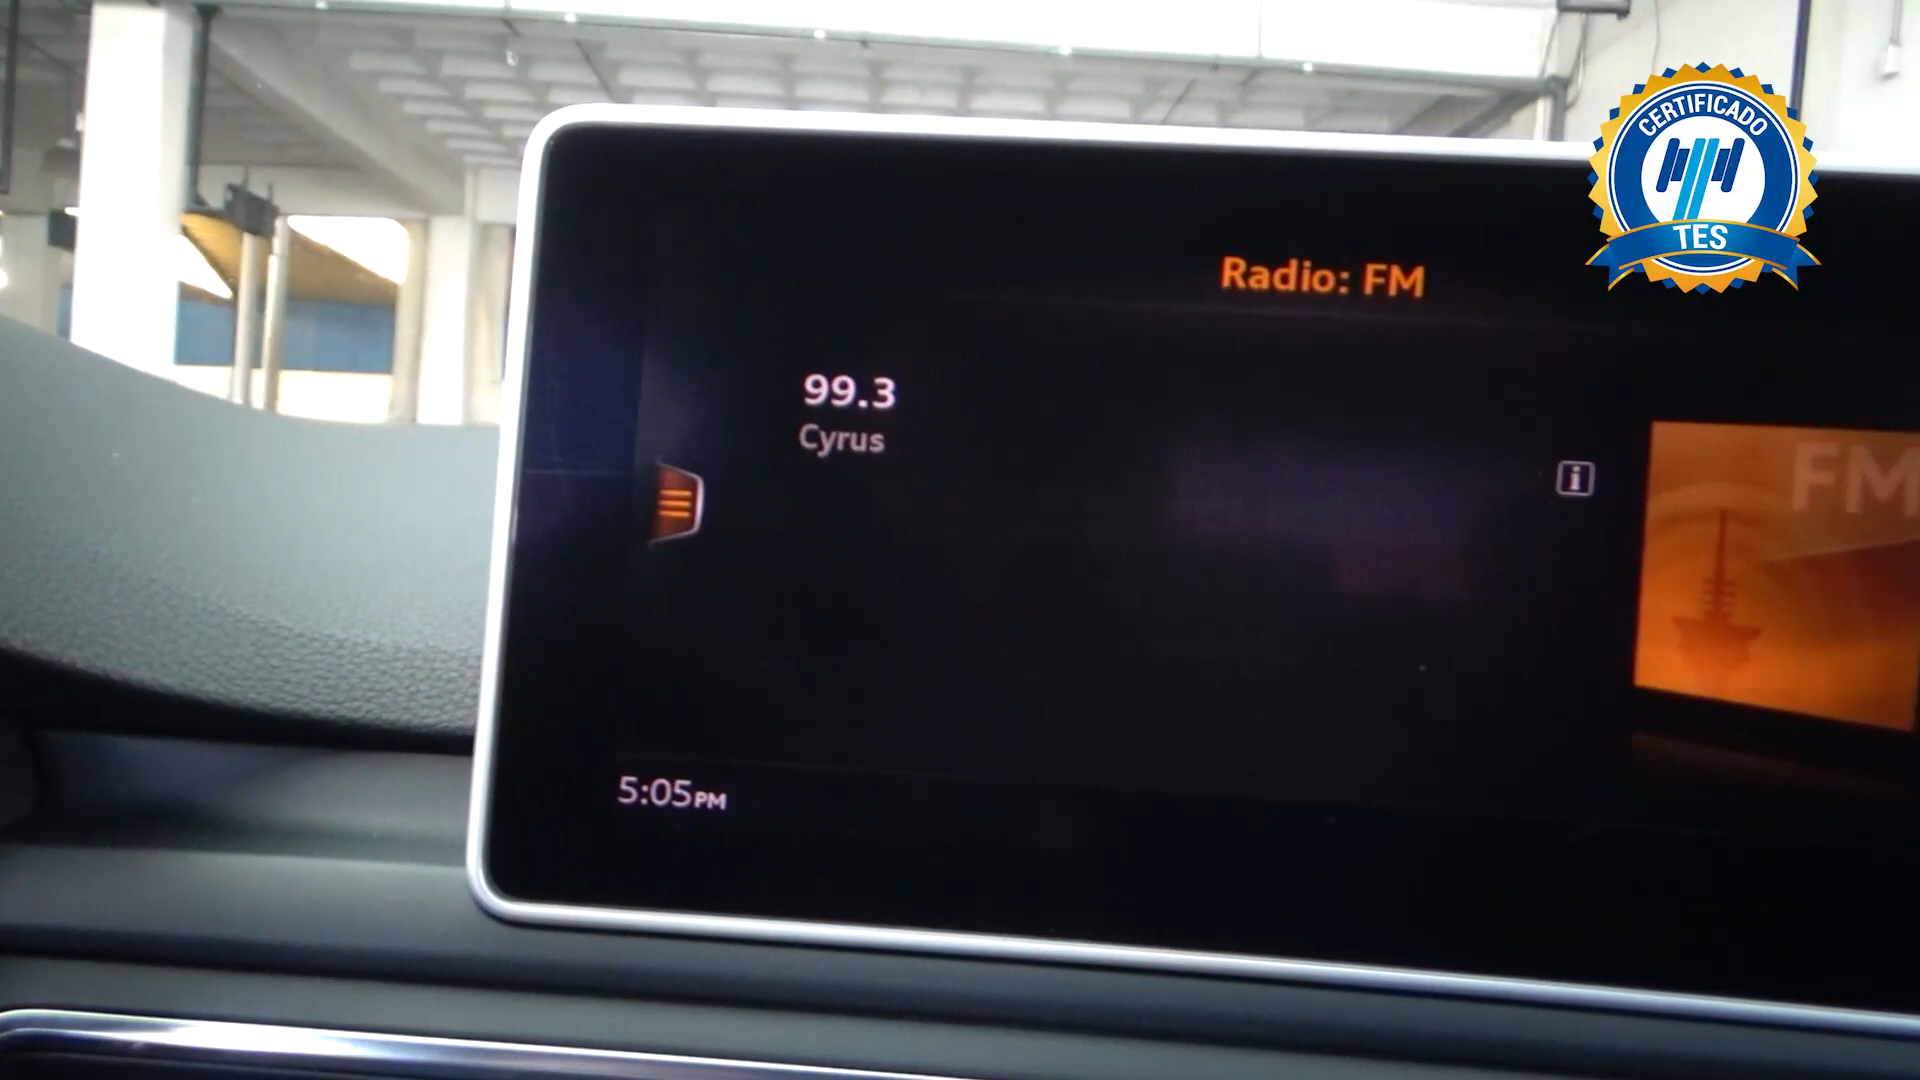 CERTIFICADO
TES
Radio: FM
99.3
Cyrus
i
FM
5:05PM